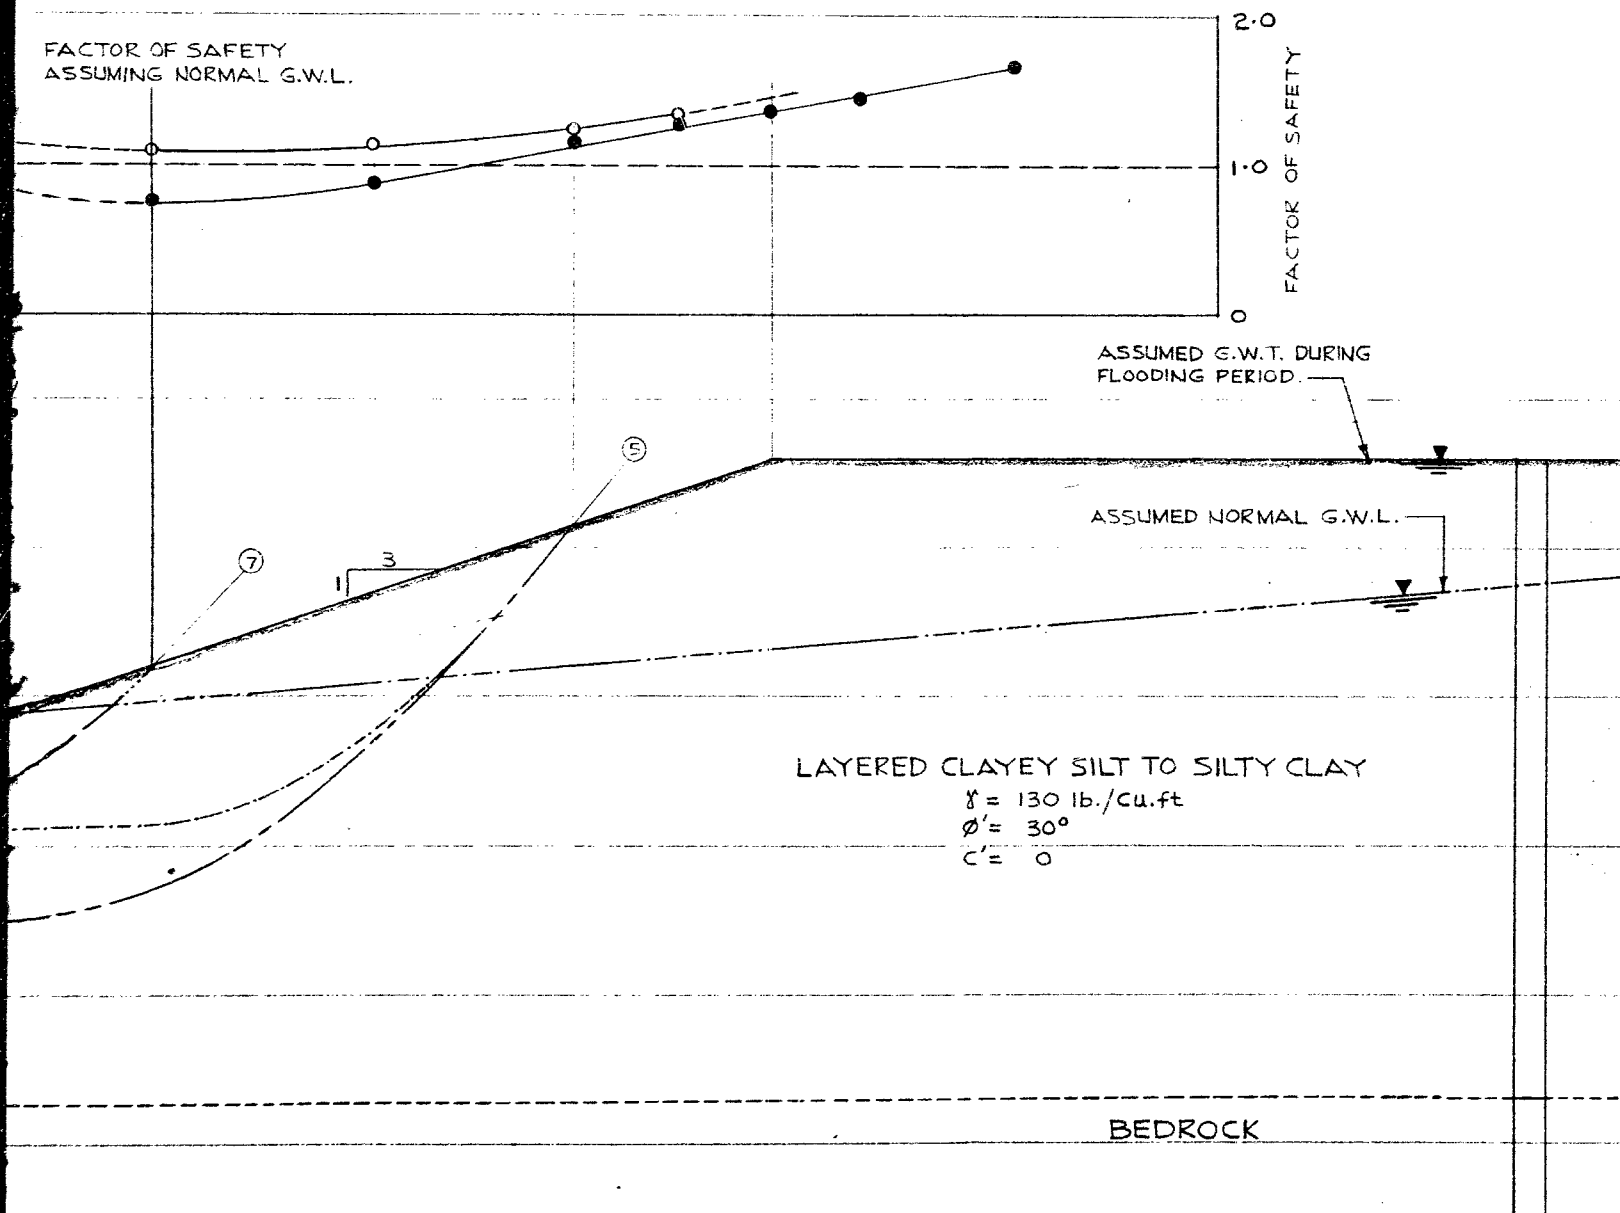 2.0
FACTOR OF SAFETY
ASSUMING NORMAL G.W.L.
1.0
FACTOR OF SAFETY
0
ASSUMED G.W.T. DURING
FLOODING PERIOD.
5
ASSUMED NORMAL G.W.L.
7
3
1
LAYERED CLAYEY SILT TO SILTY CLAY
γ = 130 lb./cu.ft
ø'= 30°
c'= 0
BEDROCK